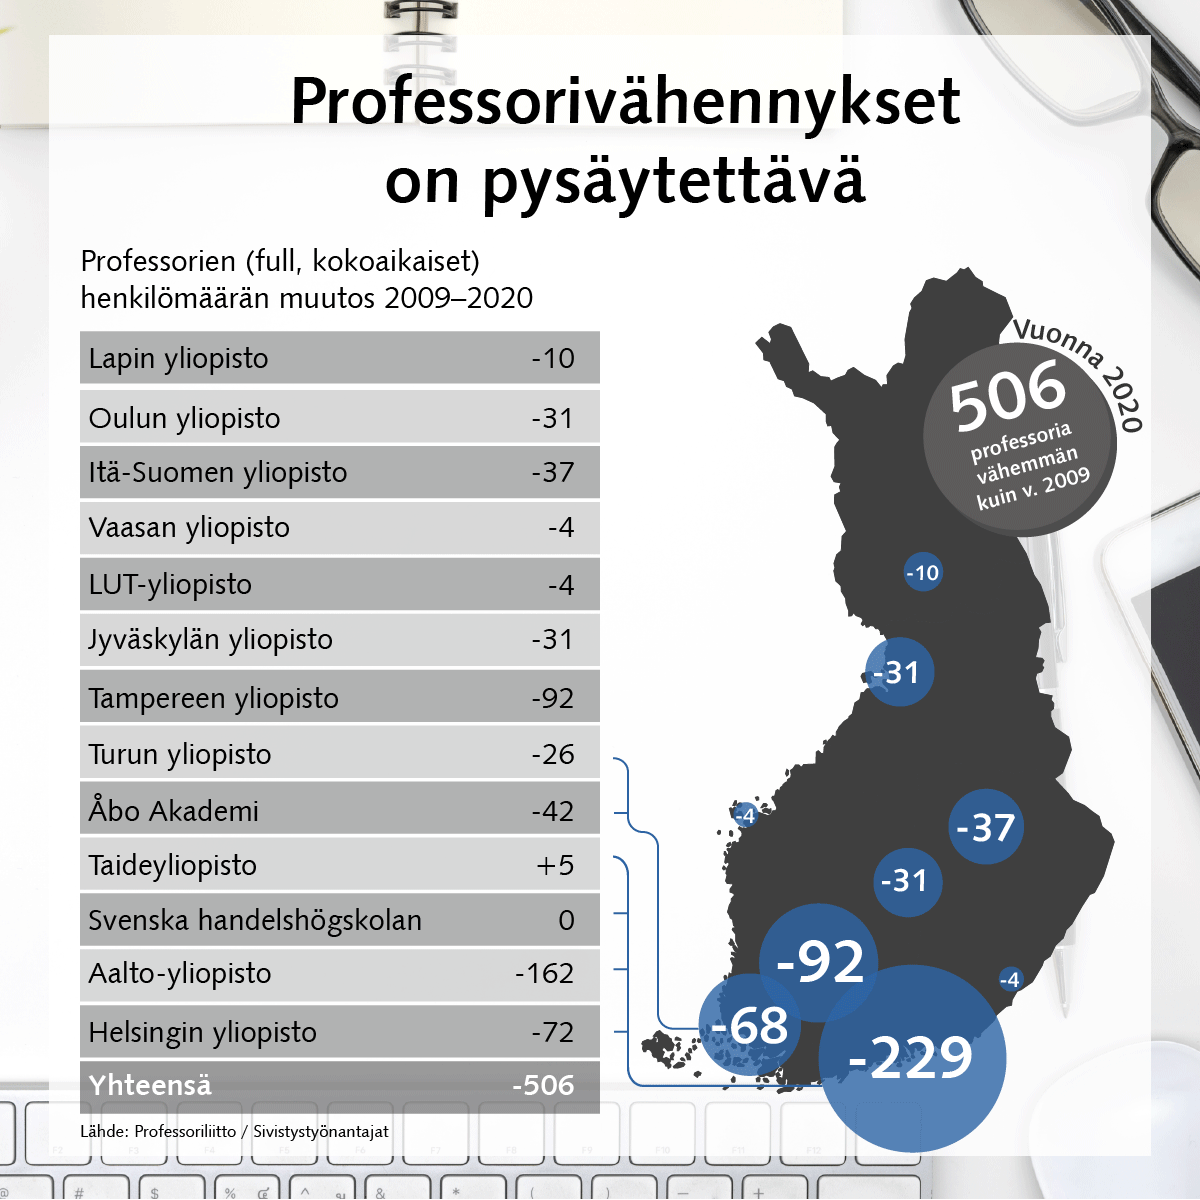 Professorivähennykset
on pysäytettävä
Professorien (full, kokoaikaiset)
henkilömäärän muutos 2009–2020
Lapin yliopisto -10
Oulun yliopisto -31
Itä-Suomen yliopisto -37
Vaasan yliopisto -4
LUT-yliopisto -4
Jyväskylän yliopisto -31
Tampereen yliopisto -92
Turun yliopisto -26
Åbo Akademi -42
Taideyliopisto +5
Svenska handelshögskolan 0
Aalto-yliopisto -162
Helsingin yliopisto -72
Yhteensä -506
Lähde: Professoriliitto / Sivistystyönantajat
Vuonna 2020
506
professoria
vähemmän
kuin v. 2009
-10
-31
-4
-37
-31
-92
-4
-68
-229